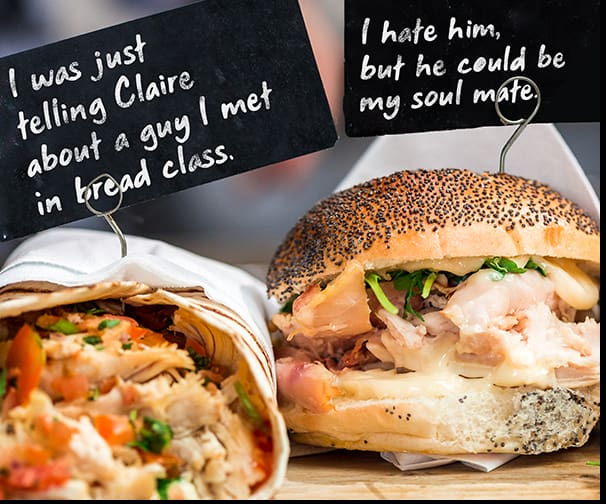 I was just
telling Claire
about a guy I met
in bread class.
I hate him,
but he could be
my soul mate.